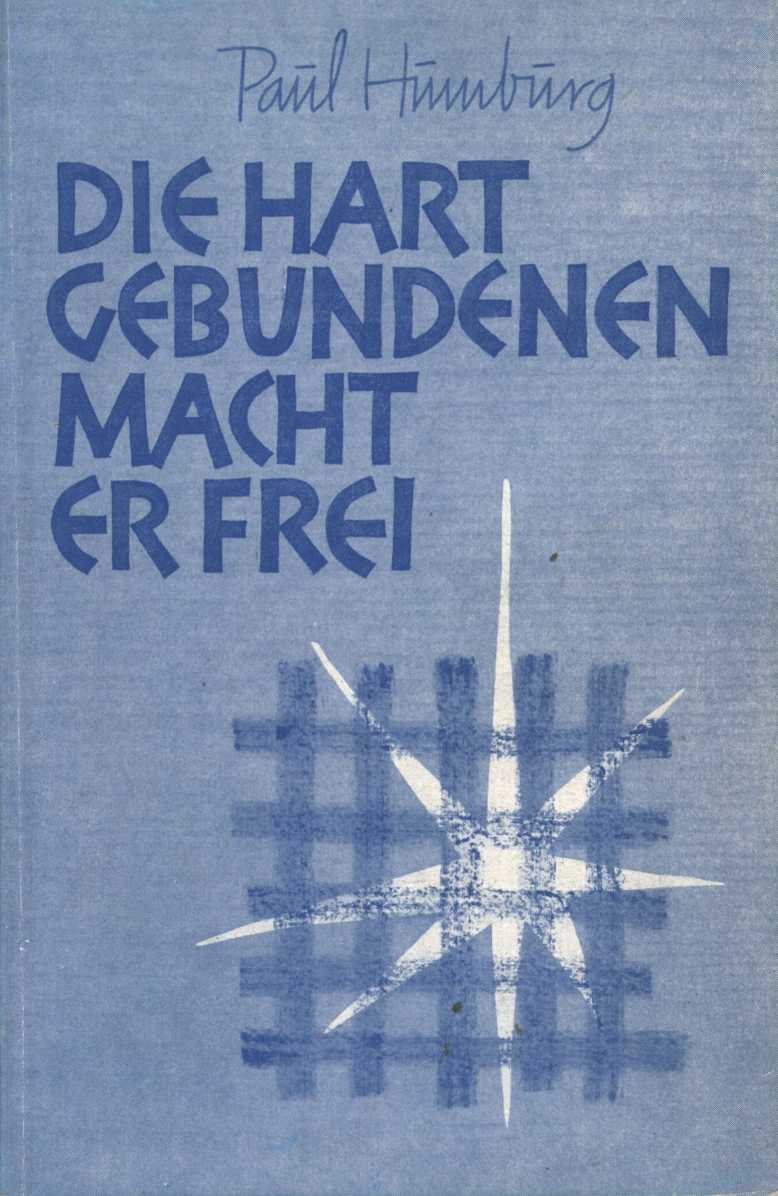 Paul Humburg
DIE HART
GEBUNDENEN
MACHT
ER FREI